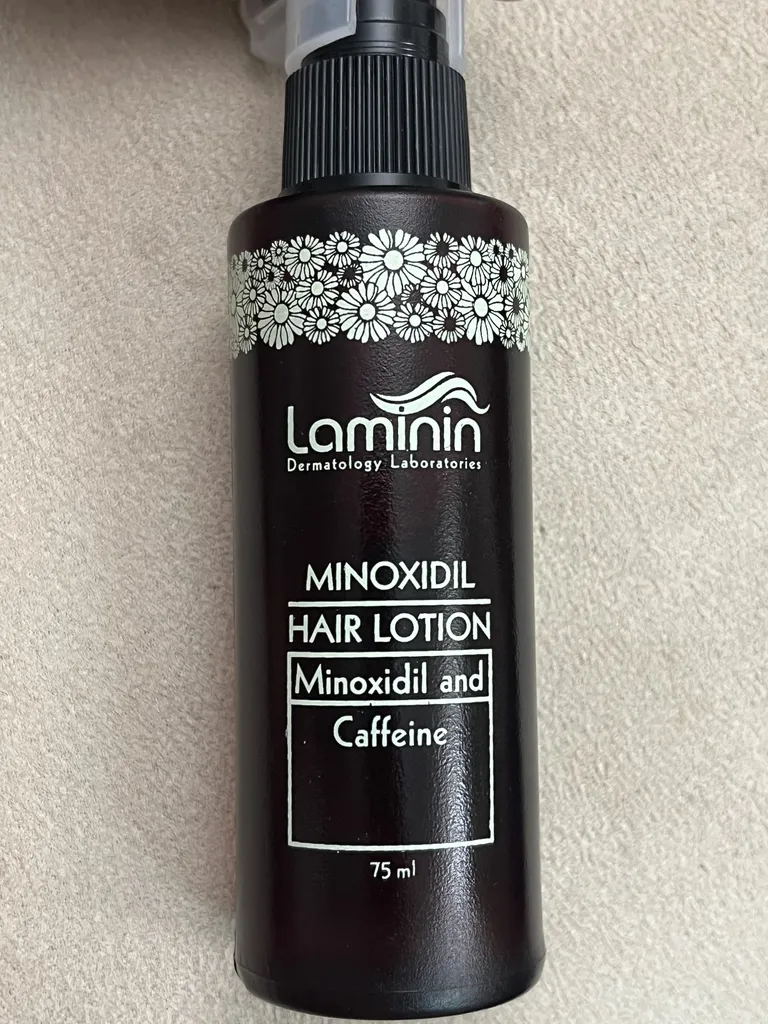 Laminin
Dermatology Laboratories
MINOXIDIL
HAIR LOTION
Minoxidil and
Caffeine
75 ml